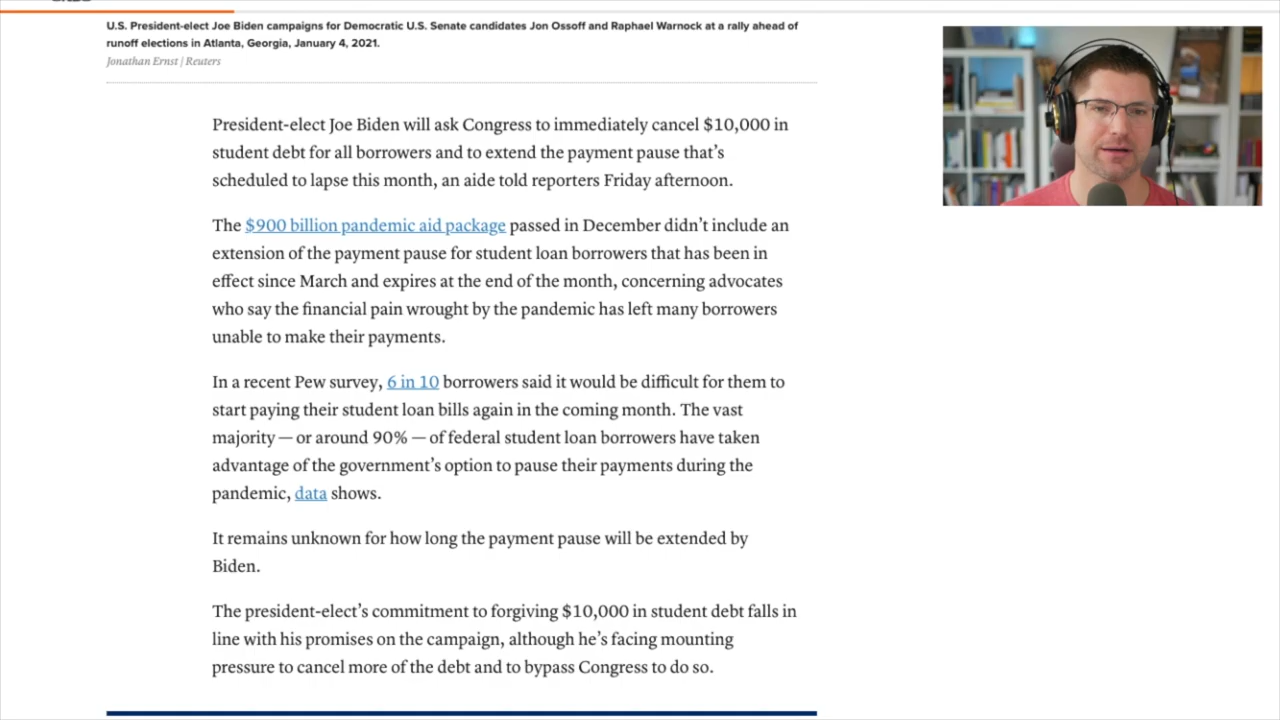 U.S. President-elect Joe Biden campaigns for Democratic U.S. Senate candidates Jon Ossoff and Raphael Warnock at a rally ahead of
runoff elections in Atlanta, Georgia, January 4, 2021.
Jonathan Ernst | Reuters
President-elect Joe Biden will ask Congress to immediately cancel $10,000 in
student debt for all borrowers and to extend the payment pause that’s
scheduled to lapse this month, an aide told reporters Friday afternoon.
The $900 billion pandemic aid package passed in December didn’t include an
extension of the payment pause for student loan borrowers that has been in
effect since March and expires at the end of the month, concerning advocates
who say the financial pain wrought by the pandemic has left many borrowers
unable to make their payments.
In a recent Pew survey, 6 in 10 borrowers said it would be difficult for them to
start paying their student loan bills again in the coming month. The vast
majority — or around 90% — of federal student loan borrowers have taken
advantage of the government’s option to pause their payments during the
pandemic, data shows.
It remains unknown for how long the payment pause will be extended by
Biden.
The president-elect’s commitment to forgiving $10,000 in student debt falls in
line with his promises on the campaign, although he’s facing mounting
pressure to cancel more of the debt and to bypass Congress to do so.